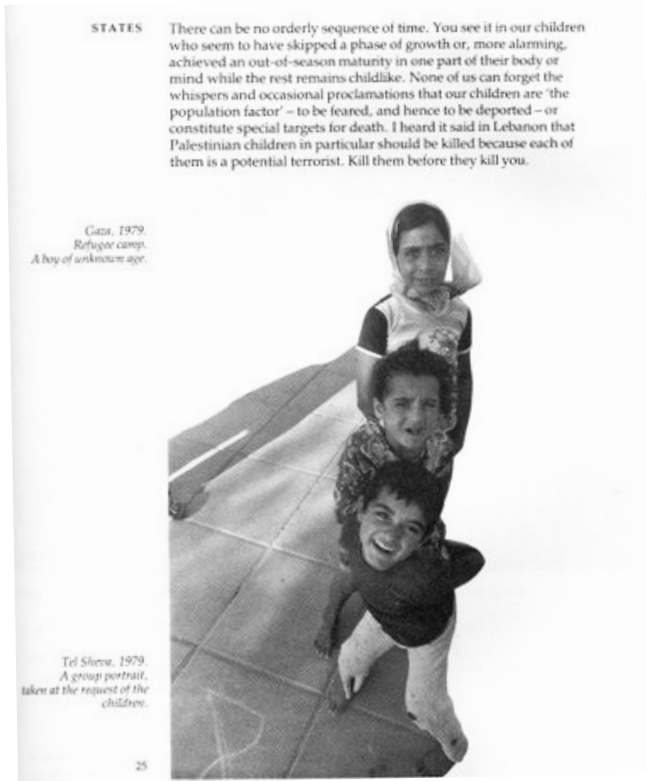 STATES
There can be no orderly sequence of time. You see it in our children
who seem to have skipped a phase of growth or, more alarming,
achieved an out-of-season maturity in one part of their body or
mind while the rest remains childlike. None of us can forget the
whispers and occasional proclamations that our children are ‘the
population factor’ – to be feared, and hence to be deported – or
constitute special targets for death. I heard it said in Lebanon that
Palestinian children in particular should be killed because each of
them is a potential terrorist. Kill them before they kill you.
Gaza, 1979.
Refugee camp.
A boy of unknown age.
Tel Sheva, 1979.
A group portrait,
taken at the request of the
children.
25